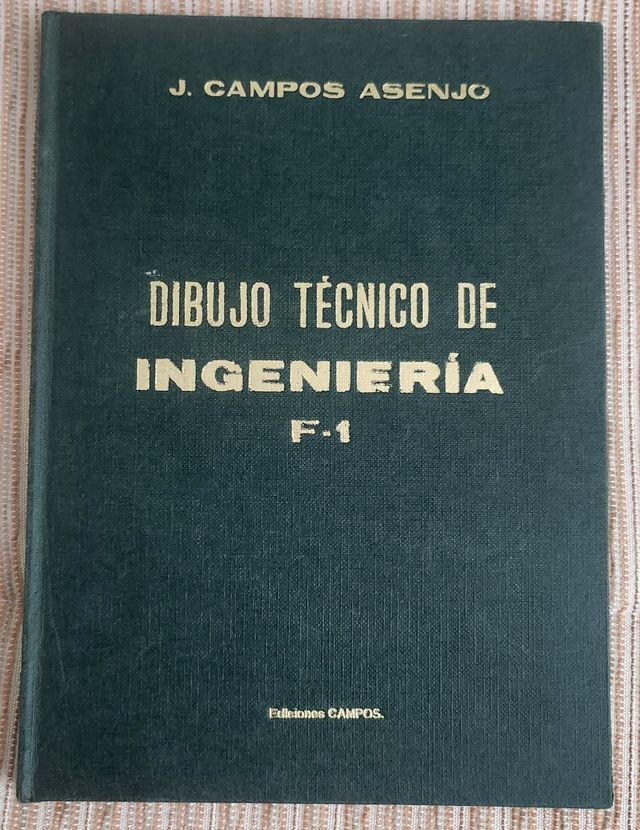 J. CAMPOS ASENJO
DIBUJO TÉCNICO DE
INGENIERÍA
F-1
Ediciones CAMPOS.